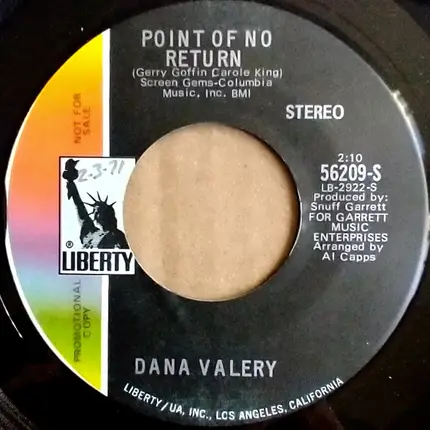 POINT OF NO
RETURN
(Gerry Goffin Carole King)
Screen Gems-Columbia
Music, Inc. BMI
STEREO
NOT FOR
SALE
2-3-71
®
LIBERTY
PROMOTIONAL
COPY
2:10
56209-S
LB-2922-S
Produced by:
Snuff Garrett
FOR GARRETT
MUSIC
ENTERPRISES
Arranged by
Al Capps
DANA VALERY
LIBERTY/UA, INC., LOS ANGELES, CALIFORNIA